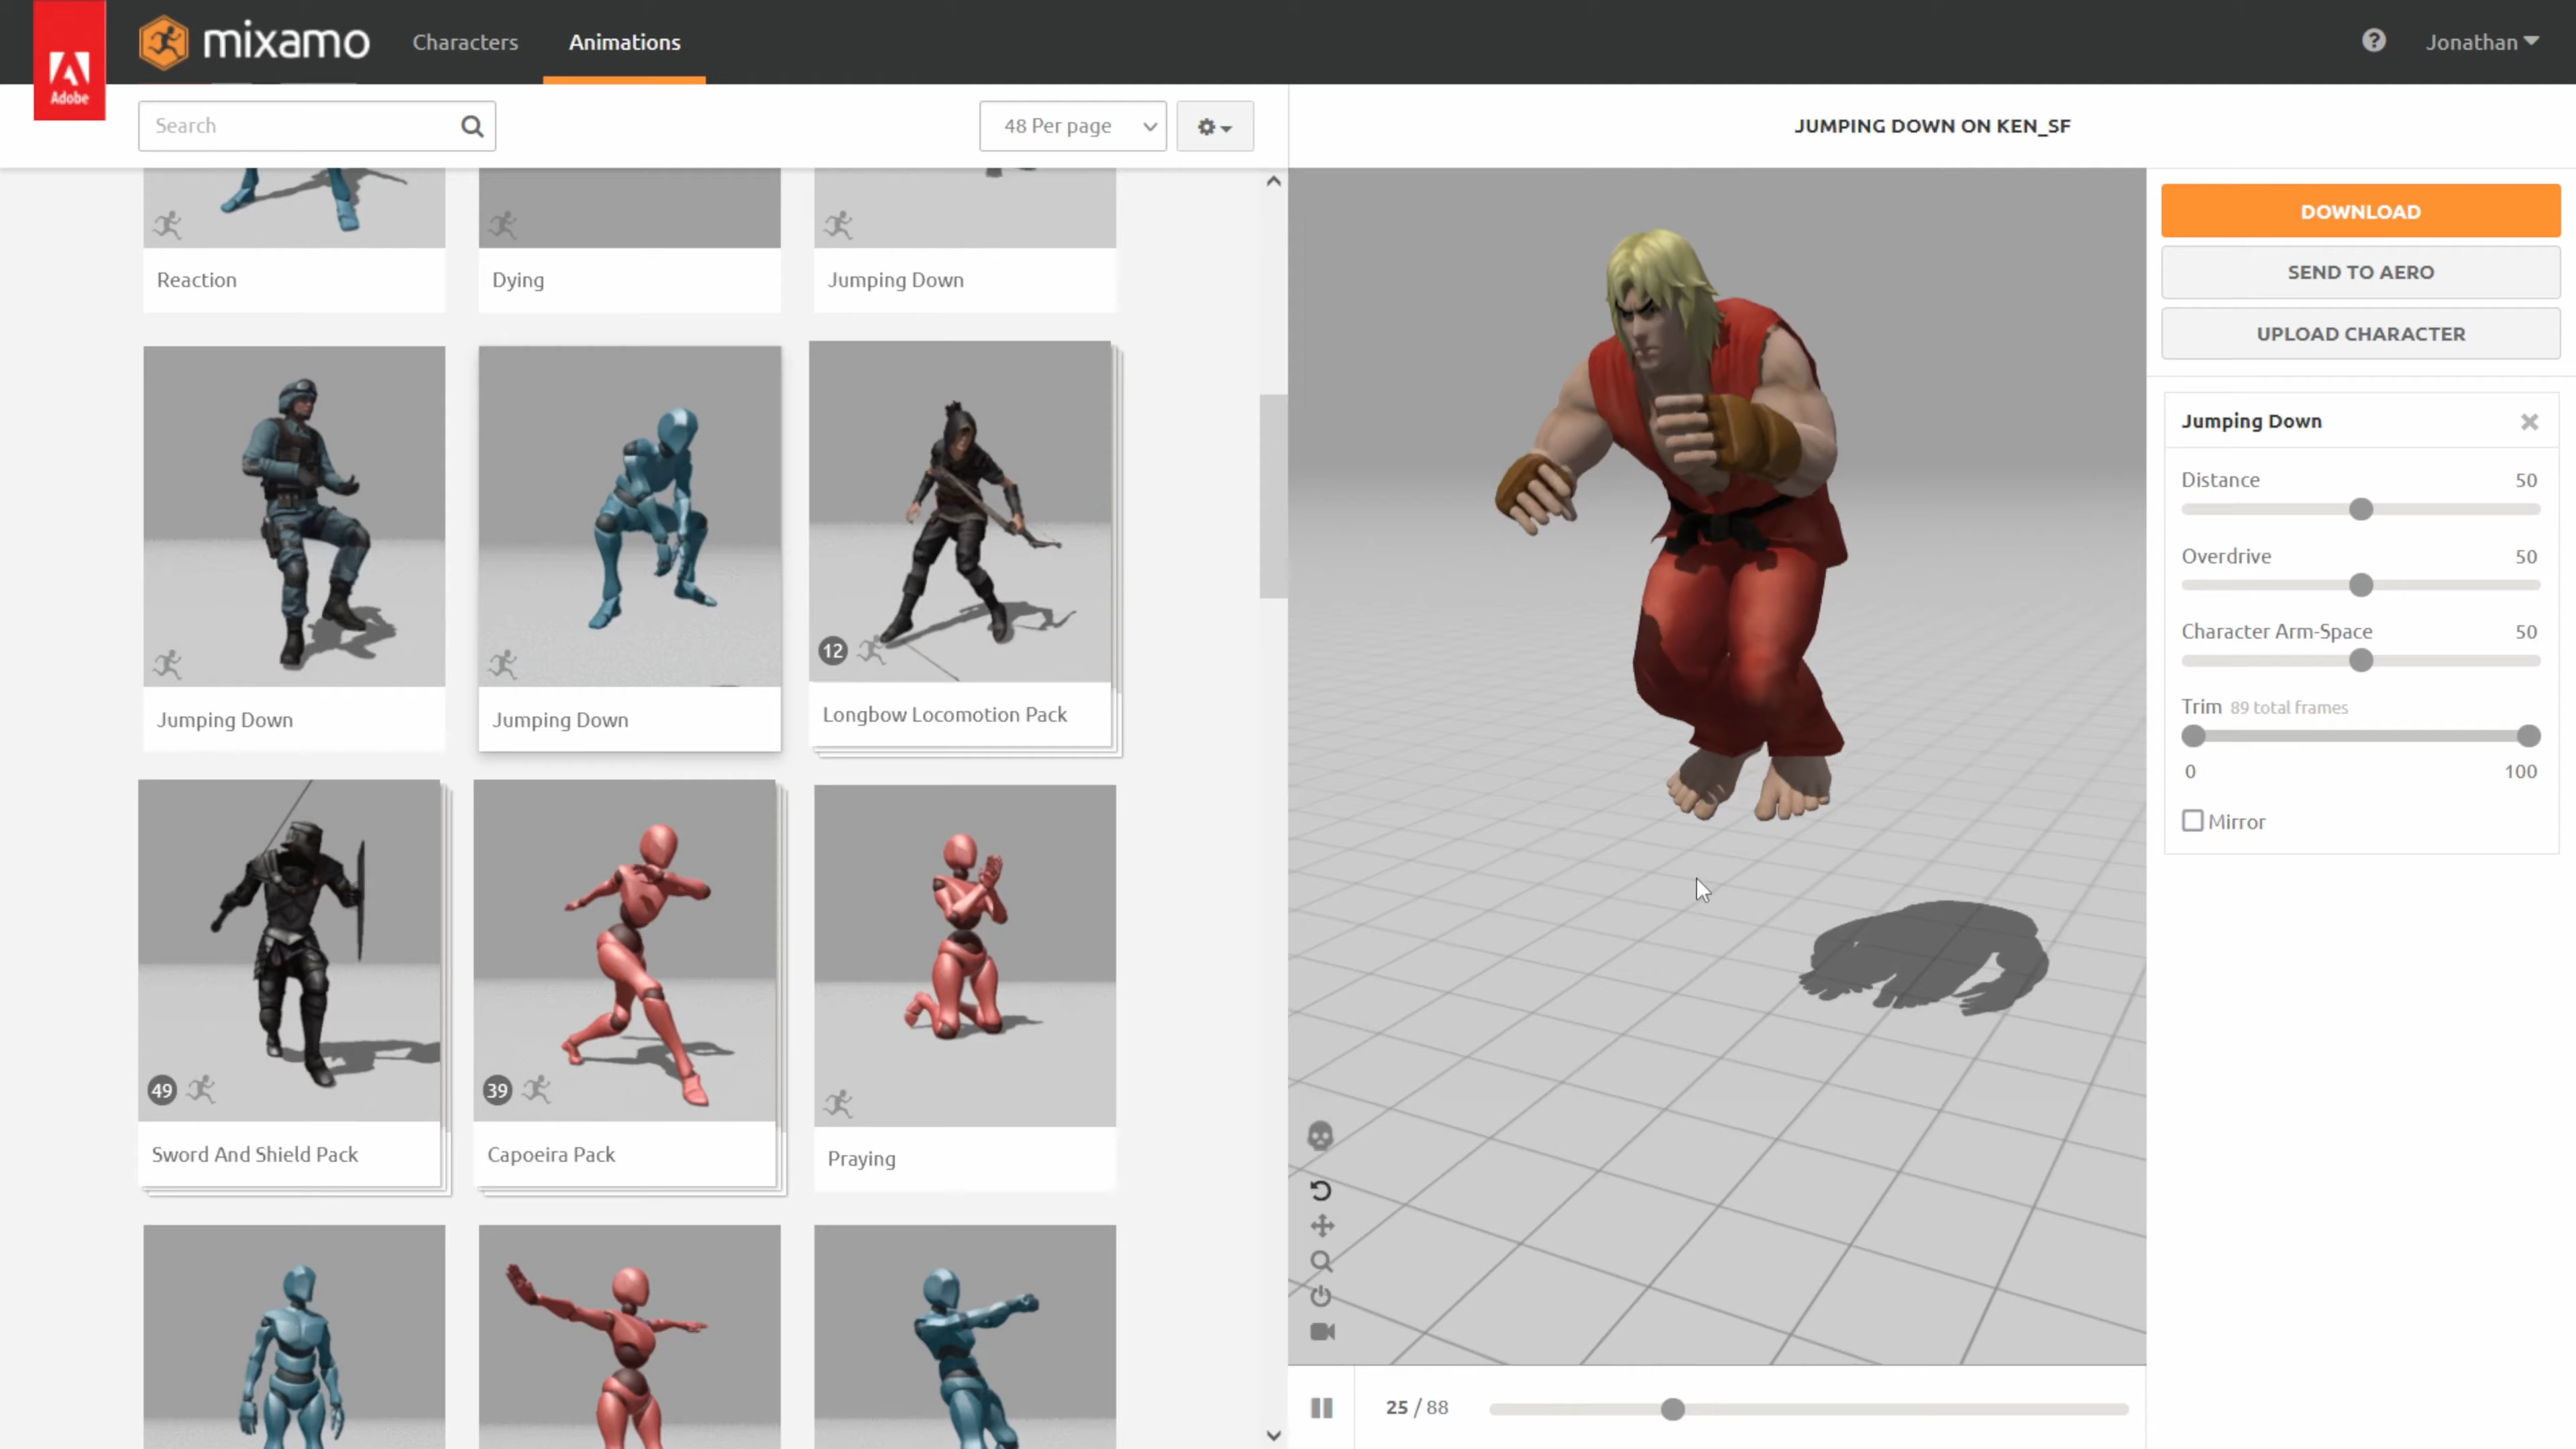 Adobe
mixamo
Characters
Animations
Jonathan
Search
48 Per page
JUMPING DOWN ON KEN_SF
Reaction
Dying
Jumping Down
Jumping Down
Jumping Down
12
Longbow Locomotion Pack
49
Sword And Shield Pack
39
Capoeira Pack
Praying
25 / 88
DOWNLOAD
SEND TO AERO
UPLOAD CHARACTER
Jumping Down
Distance 50
Overdrive 50
Character Arm-Space 50
Trim 89 total frames
0 100
Mirror